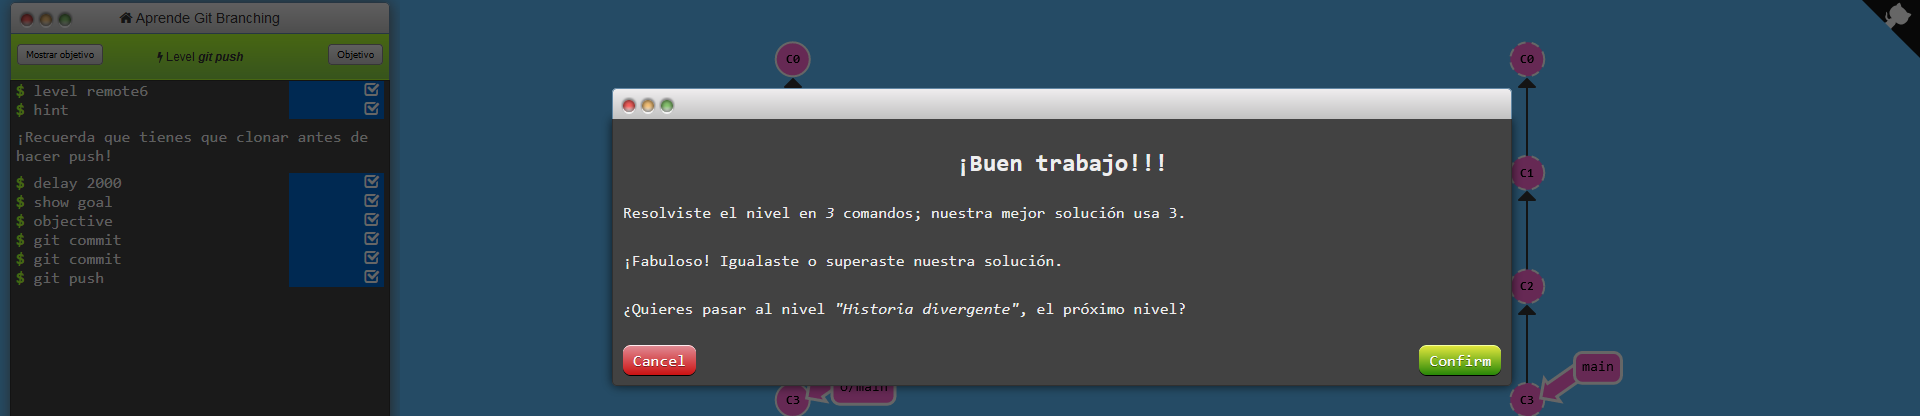 Aprende Git Branching
Mostrar objetivo
Level git push
Objetivo
$ level remote6
$ hint
¡Recuerda que tienes que clonar antes de
hacer push!
$ delay 2000
$ show goal
$ objective
$ git commit
$ git commit
$ git push
C0
¡Buen trabajo!!!
Resolviste el nivel en 3 comandos; nuestra mejor solución usa 3.
¡Fabuloso! Igualaste o superaste nuestra solución.
¿Quieres pasar al nivel "Historia divergente", el próximo nivel?
Cancel
Confirm
C3
o/main
C0
C1
C2
main
C3